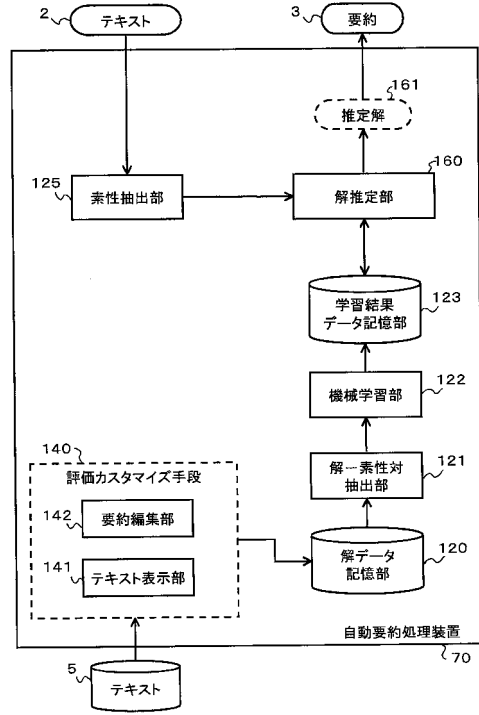 2
テキスト
3
要約
161
推定解
125
素性抽出部
160
解推定部
学習結果
データ記憶部
123
機械学習部
122
140
評価カスタマイズ手段
142
要約編集部
141
テキスト表示部
解ー素性対
抽出部
121
解データ
記憶部
120
自動要約処理装置
70
5
テキスト